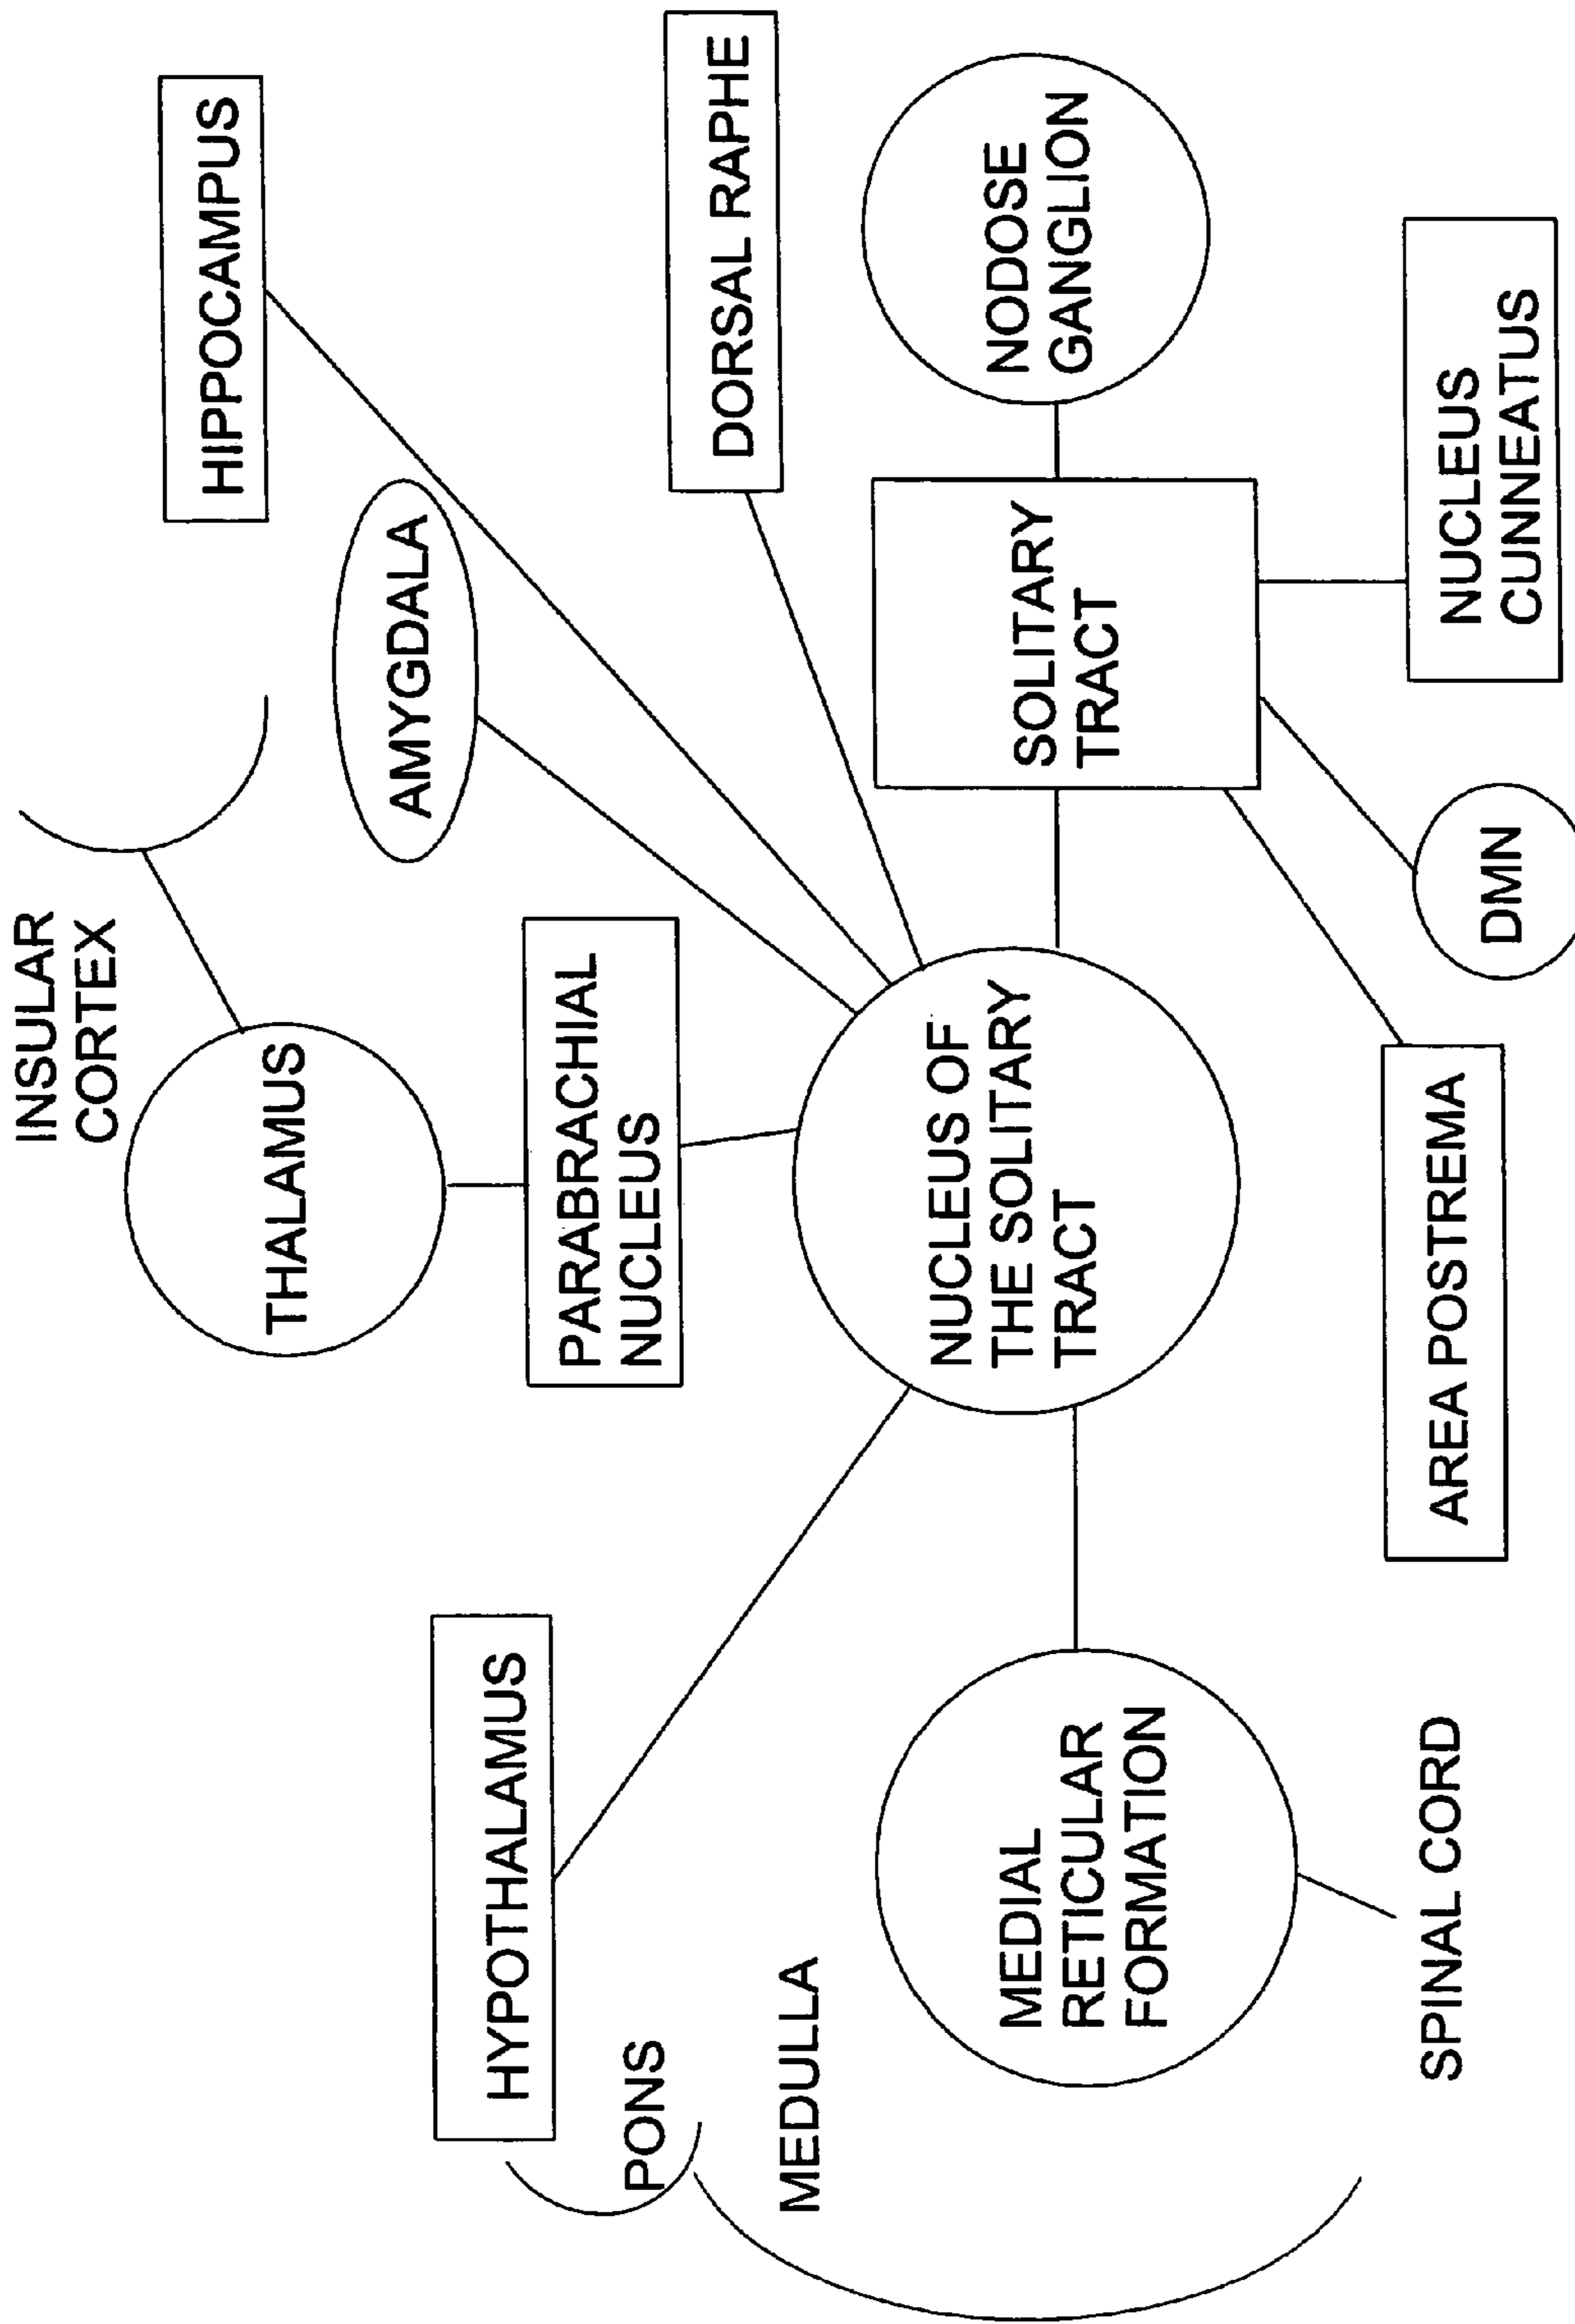 INSULAR
CORTEX
THALAMUS
HIPPOCAMPUS
AMYGDALA
HYPOTHALAMUS
PARABRACHIAL
NUCLEUS
DORSAL RAPHE
PONS
MEDULLA
NUCLEUS OF
THE SOLITARY
TRACT
SOLITARY
TRACT
NODOSE
GANGLION
MEDIAL
RETICULAR
FORMATION
SPINAL CORD
AREA POSTREMA
DMN
NUCLEUS
CUNNEATUS